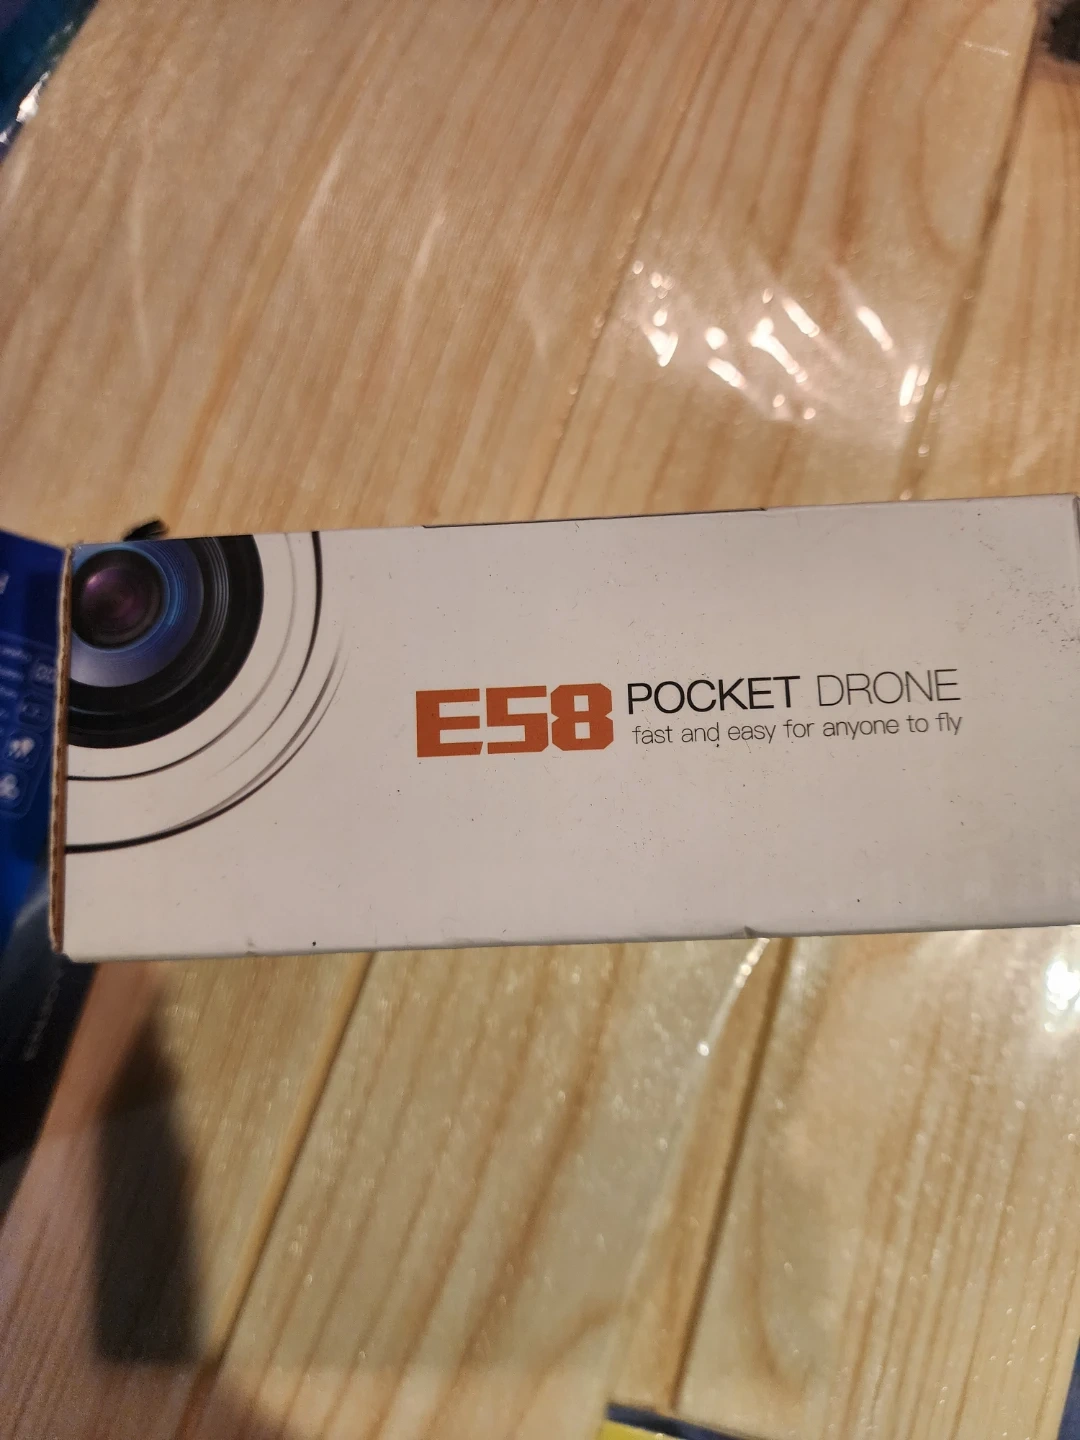 E58 POCKET DRONE
fast and easy for anyone to fly